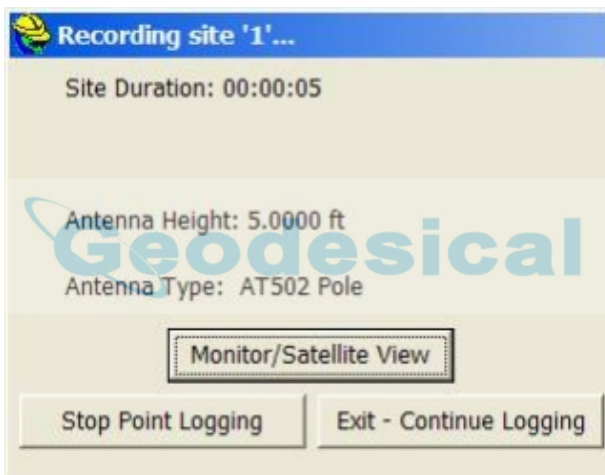 Recording site '1'...
Site Duration: 00:00:05
Antenna Height: 5.0000 ft
Geodesical
Antenna Type: AT502 Pole
Monitor/Satellite View
Stop Point Logging
Exit - Continue Logging